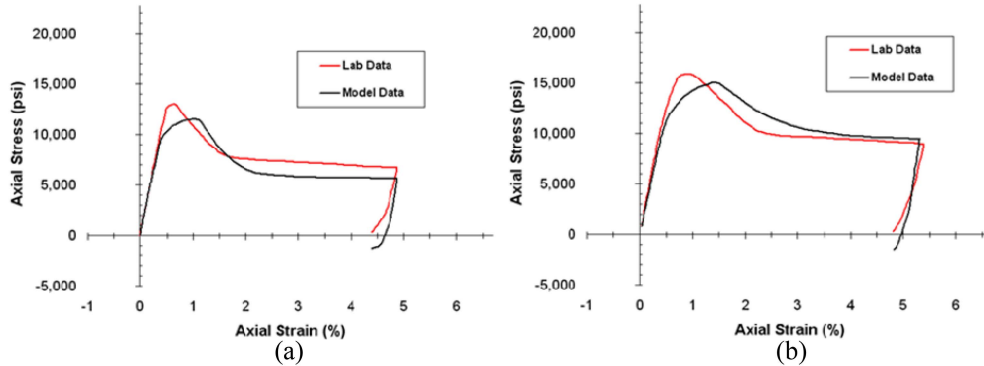 20,000
15,000
10,000
5,000
0
-5,000
Axial Stress (psi)
Lab Data
Model Data
-1 0 1 2 3 4 5 6
Axial Strain (%)
(a)
20,000
15,000
10,000
5,000
0
-5,000
Axial Stress (psi)
Lab Data
Model Data
-1 0 1 2 3 4 5 6
Axial Strain (%)
(b)